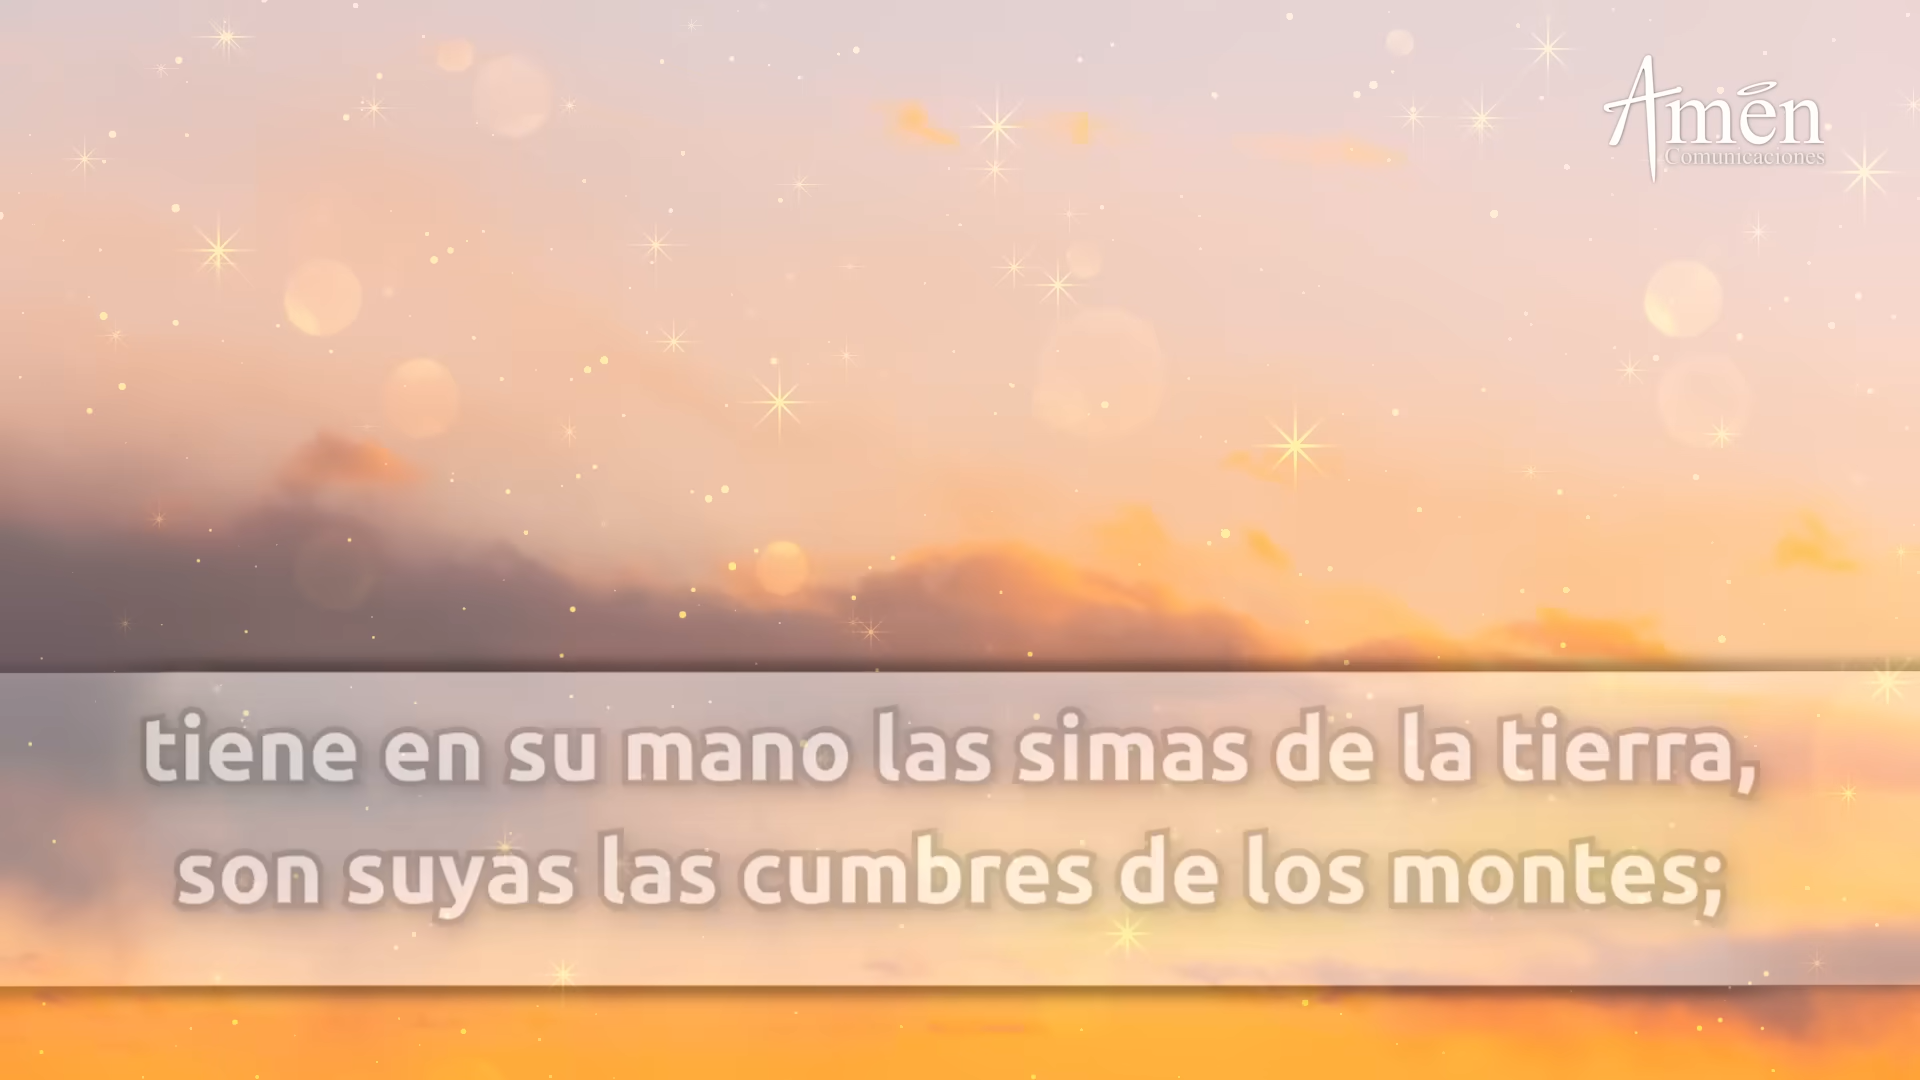 Amén
Comunicaciones
tiene en su mano las simas de la tierra,
son suyas las cumbres de los montes;